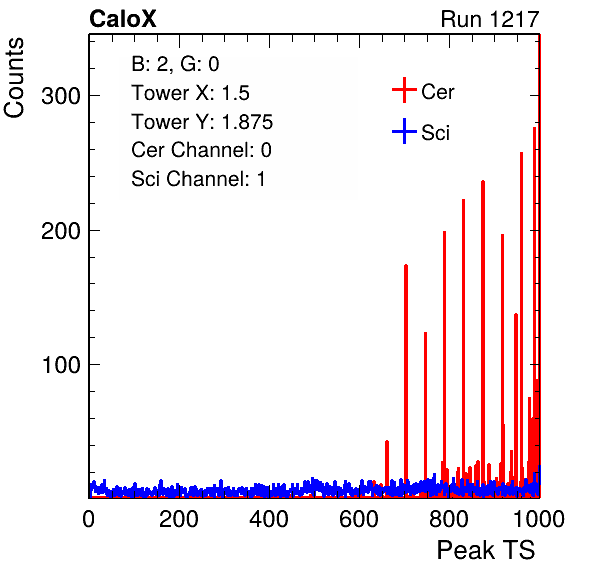 CaloX Run 1217
Counts
B: 2, G: 0
Tower X: 1.5
Tower Y: 1.875
Cer Channel: 0
Sci Channel: 1
Cer
Sci
300
200
100
0 200 400 600 800 1000
Peak TS